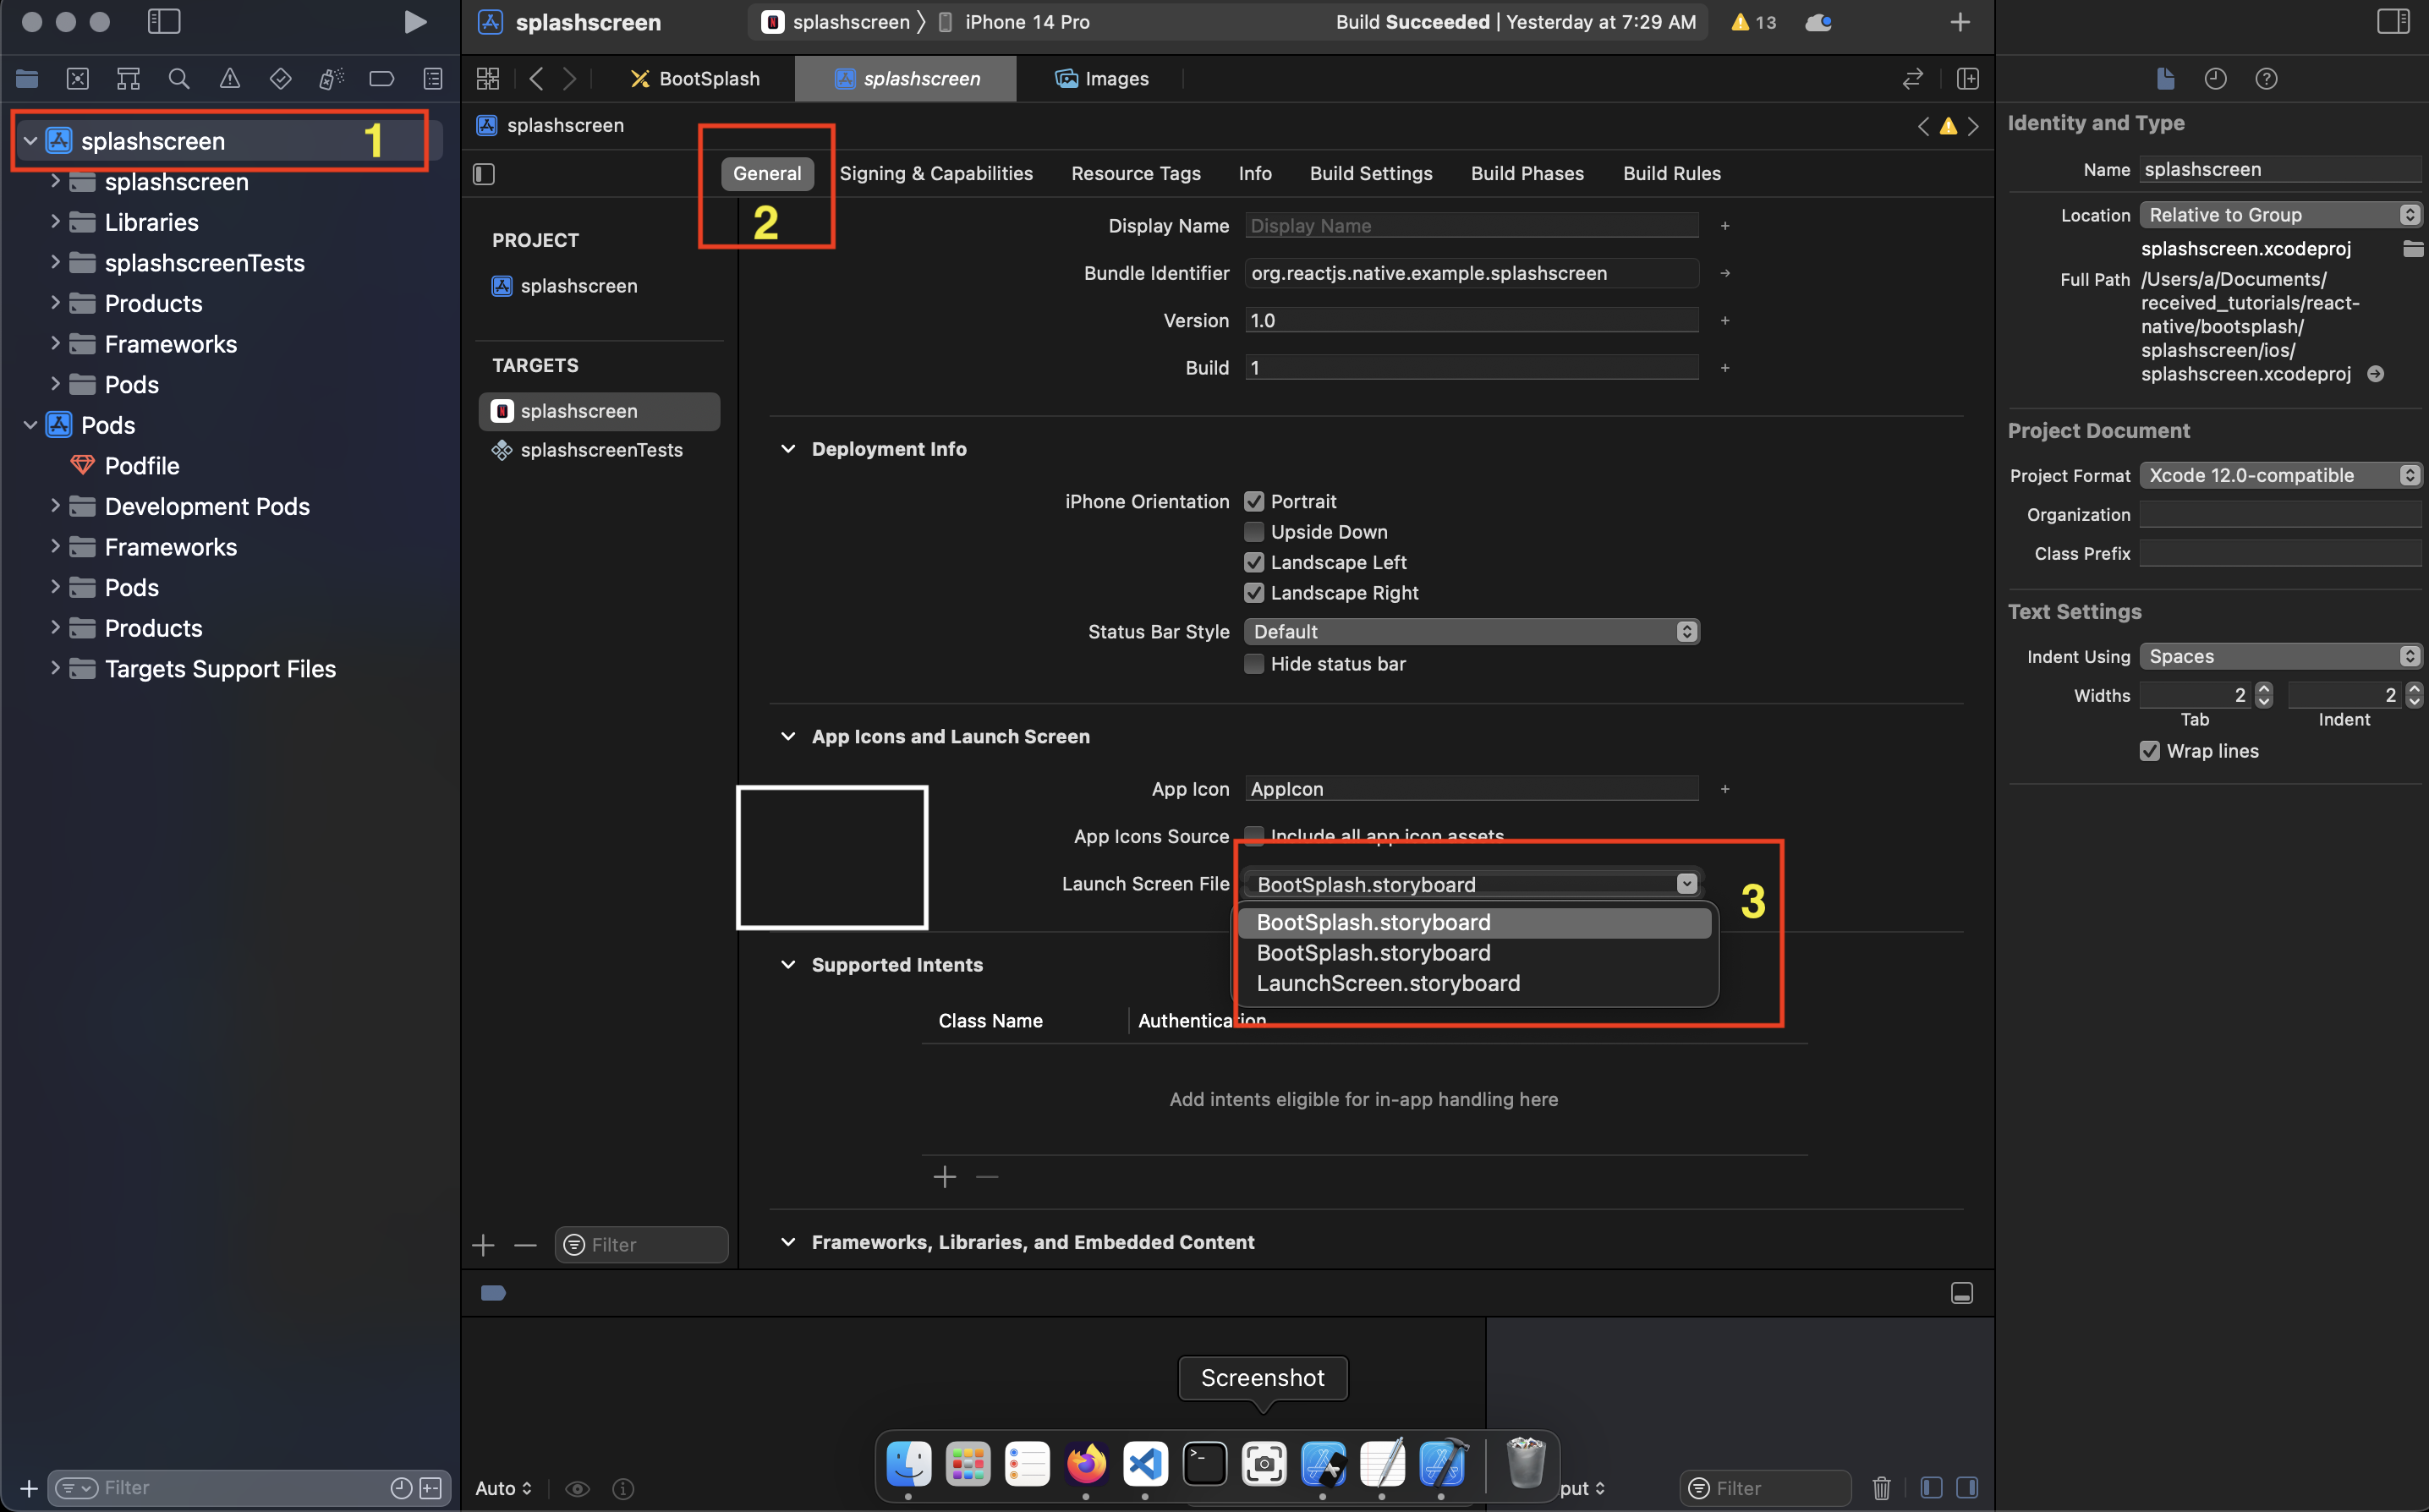 splashscreen
splashscreen
iPhone 14 Pro
Build Succeeded | Yesterday at 7:29 AM
13
BootSplash
splashscreen
Images
splashscreen
1
splashscreen
Libraries
splashscreenTests
Products
Frameworks
Pods
Pods
Podfile
Development Pods
Frameworks
Pods
Products
Targets Support Files
Filter
splashscreen
General
Signing & Capabilities
Resource Tags
Info
Build Settings
Build Phases
Build Rules
2
PROJECT
splashscreen
TARGETS
splashscreen
splashscreenTests
Filter
Display Name
Display Name
Bundle Identifier
org.reactjs.native.example.splashscreen
Version
1.0
Build
1
Deployment Info
iPhone Orientation
Portrait
Upside Down
Landscape Left
Landscape Right
Status Bar Style
Default
Hide status bar
App Icons and Launch Screen
App Icon
AppIcon
App Icons Source
Include all app icon assets
Launch Screen File
BootSplash.storyboard
3
BootSplash.storyboard
BootSplash.storyboard
LaunchScreen.storyboard
Supported Intents
Class Name
Authentication
Add intents eligible for in-app handling here
Frameworks, Libraries, and Embedded Content
Screenshot
Auto
put
Filter
Identity and Type
Name
splashscreen
Location
Relative to Group
splashscreen.xcodeproj
Full Path
/Users/a/Documents/
received_tutorials/react-
native/bootsplash/
splashscreen/ios/
splashscreen.xcodeproj
Project Document
Project Format
Xcode 12.0-compatible
Organization
Class Prefix
Text Settings
Indent Using
Spaces
Widths
2
2
Tab
Indent
Wrap lines